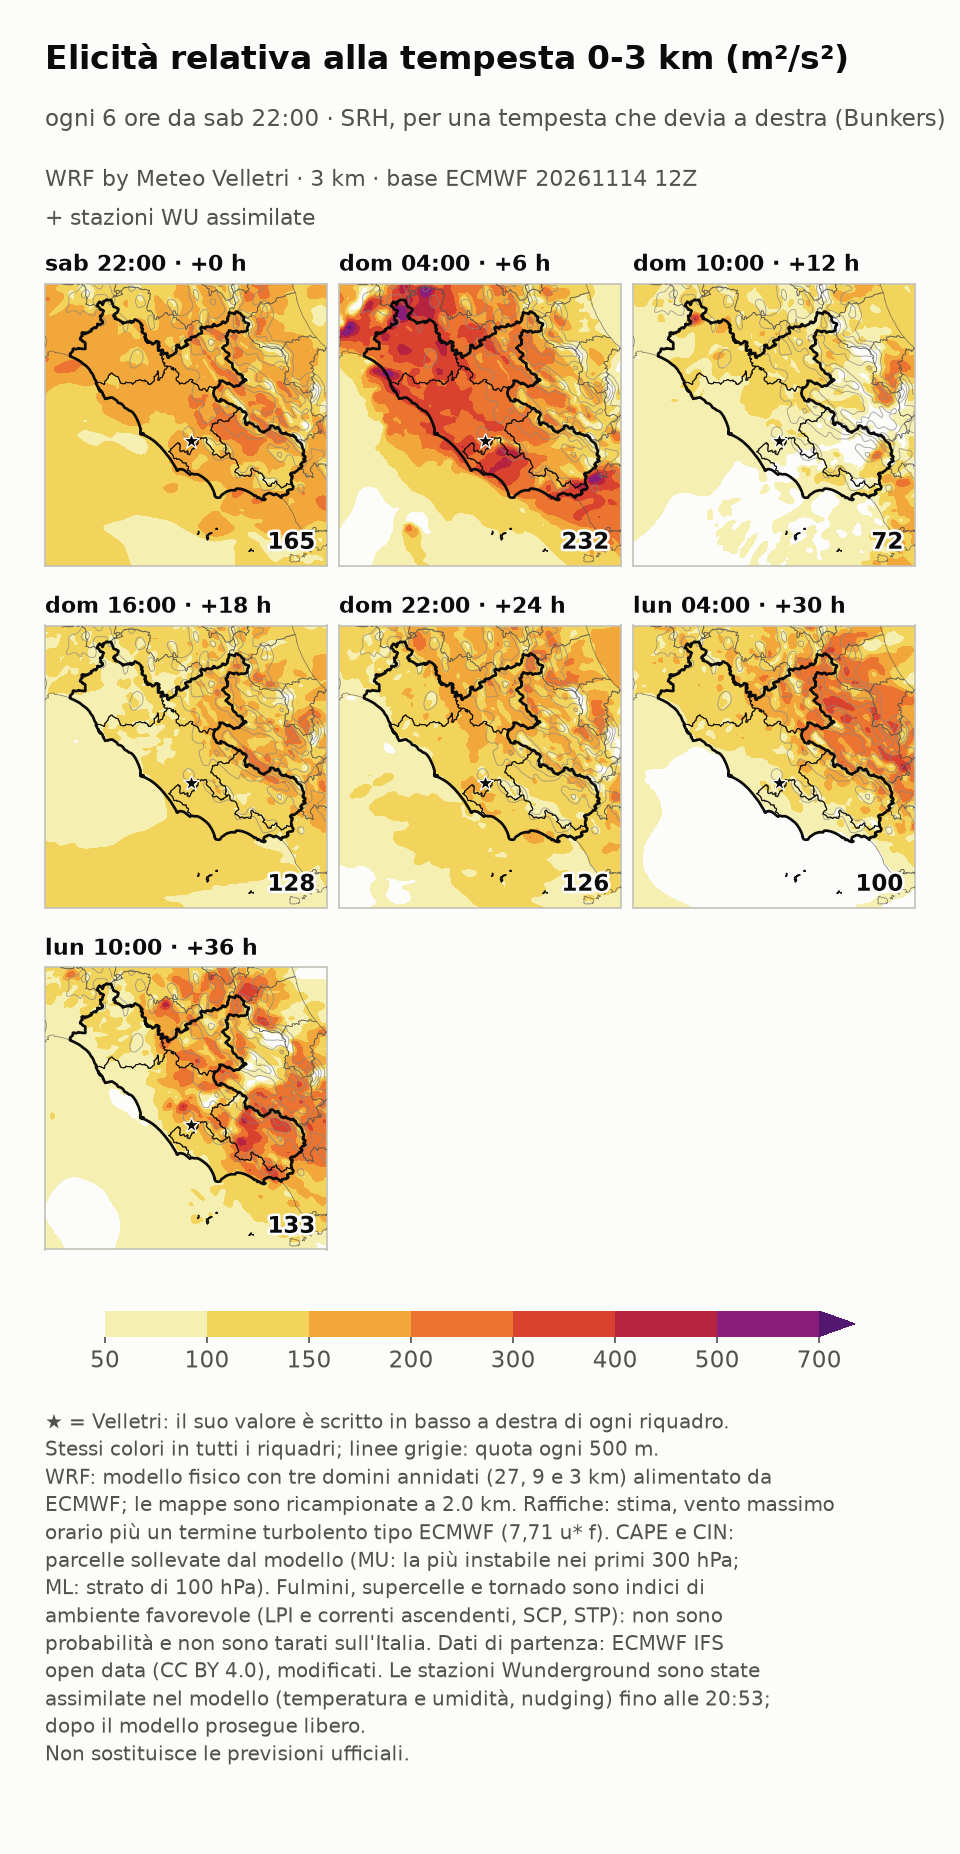 Elicità relativa alla tempesta 0-3 km (m²/s²)
ogni 6 ore da sab 22:00 · SRH, per una tempesta che devia a destra (Bunkers)
WRF by Meteo Velletri · 3 km · base ECMWF 20261114 12Z
+ stazioni WU assimilate
sab 22:00 · +0 h
dom 04:00 · +6 h
dom 10:00 · +12 h
165
232
72
dom 16:00 · +18 h
dom 22:00 · +24 h
lun 04:00 · +30 h
128
126
100
lun 10:00 · +36 h
133
50 100 150 200 300 400 500 700
★ = Velletri: il suo valore è scritto in basso a destra di ogni riquadro.
Stessi colori in tutti i riquadri; linee grigie: quota ogni 500 m.
WRF: modello fisico con tre domini annidati (27, 9 e 3 km) alimentato da
ECMWF; le mappe sono ricampionate a 2.0 km. Raffiche: stima, vento massimo
orario più un termine turbolento tipo ECMWF (7,71 u* f). CAPE e CIN:
parcelle sollevate dal modello (MU: la più instabile nei primi 300 hPa;
ML: strato di 100 hPa). Fulmini, supercelle e tornado sono indici di
ambiente favorevole (LPI e correnti ascendenti, SCP, STP): non sono
probabilità e non sono tarati sull'Italia. Dati di partenza: ECMWF IFS
open data (CC BY 4.0), modificati. Le stazioni Wunderground sono state
assimilate nel modello (temperatura e umidità, nudging) fino alle 20:53;
dopo il modello prosegue libero.
Non sostituisce le previsioni ufficiali.